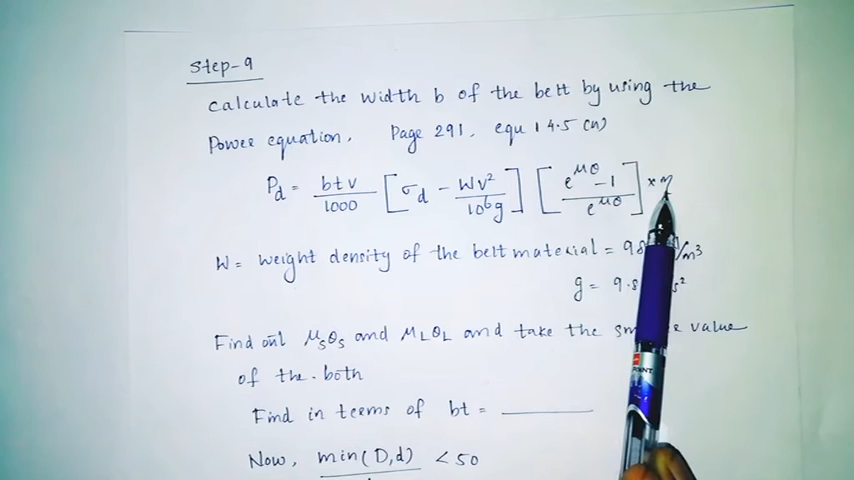 Step-9
Calculate the width b of the belt by using the
Power equation. Page 291, equ 14.5 (n)
Pd = btv/1000 [σd - Wv²/10⁶g] [e^μθ - 1/e^μθ] × n
W = weight density of the belt material = 98 /m³
g = 9.8 s²
Find out μsθs and μLθL and take the value
of the both
Find in terms of bt = ______
Now, min(D,d) < 50
POINT